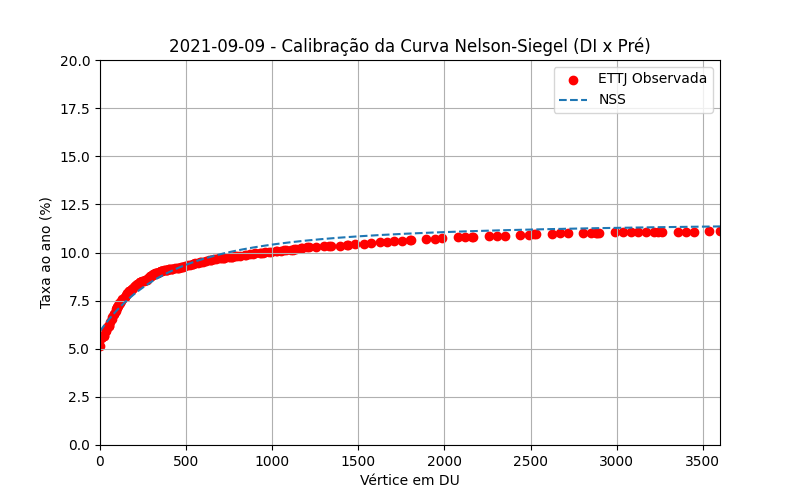 2021-09-09 - Calibração da Curva Nelson-Siegel (DI x Pré)
20.0
17.5
15.0
12.5
10.0
7.5
5.0
2.5
0.0
Taxa ao ano (%)
ETTJ Observada
NSS
0 500 1000 1500 2000 2500 3000 3500
Vértice em DU